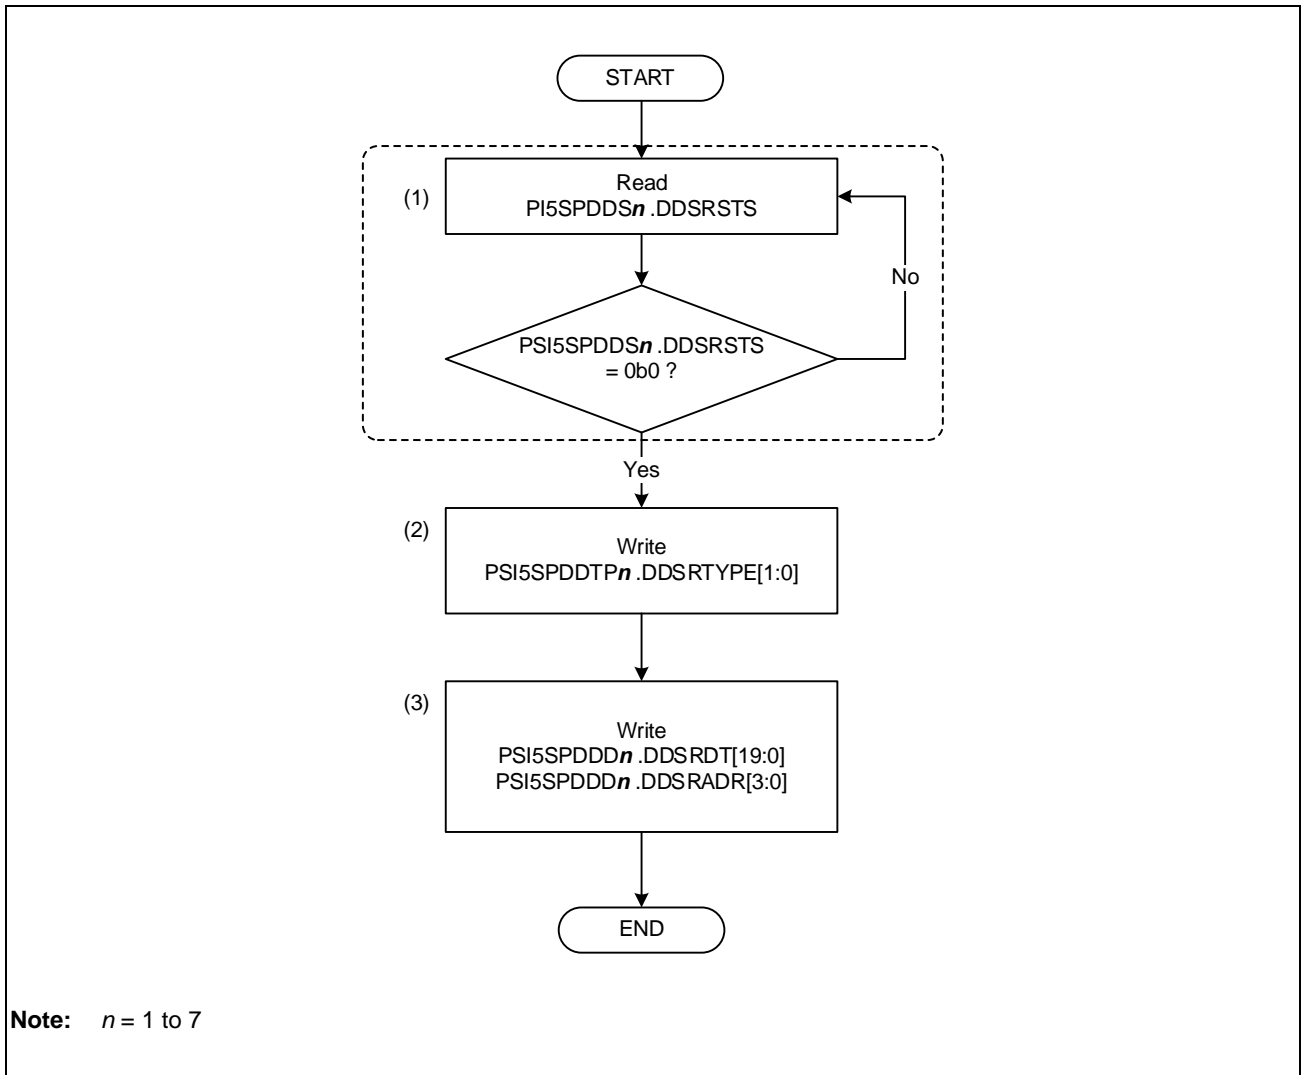 START
(1)
Read
PI5SPDDSn .DDSRSTS
No
PSI5SPDDSn .DDSRSTS
= 0b0 ?
Yes
(2)
Write
PSI5SPDDTPn .DDSRTYPE[1:0]
(3)
Write
PSI5SPDDDn .DDSRDT[19:0]
PSI5SPDDDn .DDSRADR[3:0]
END
Note: n = 1 to 7